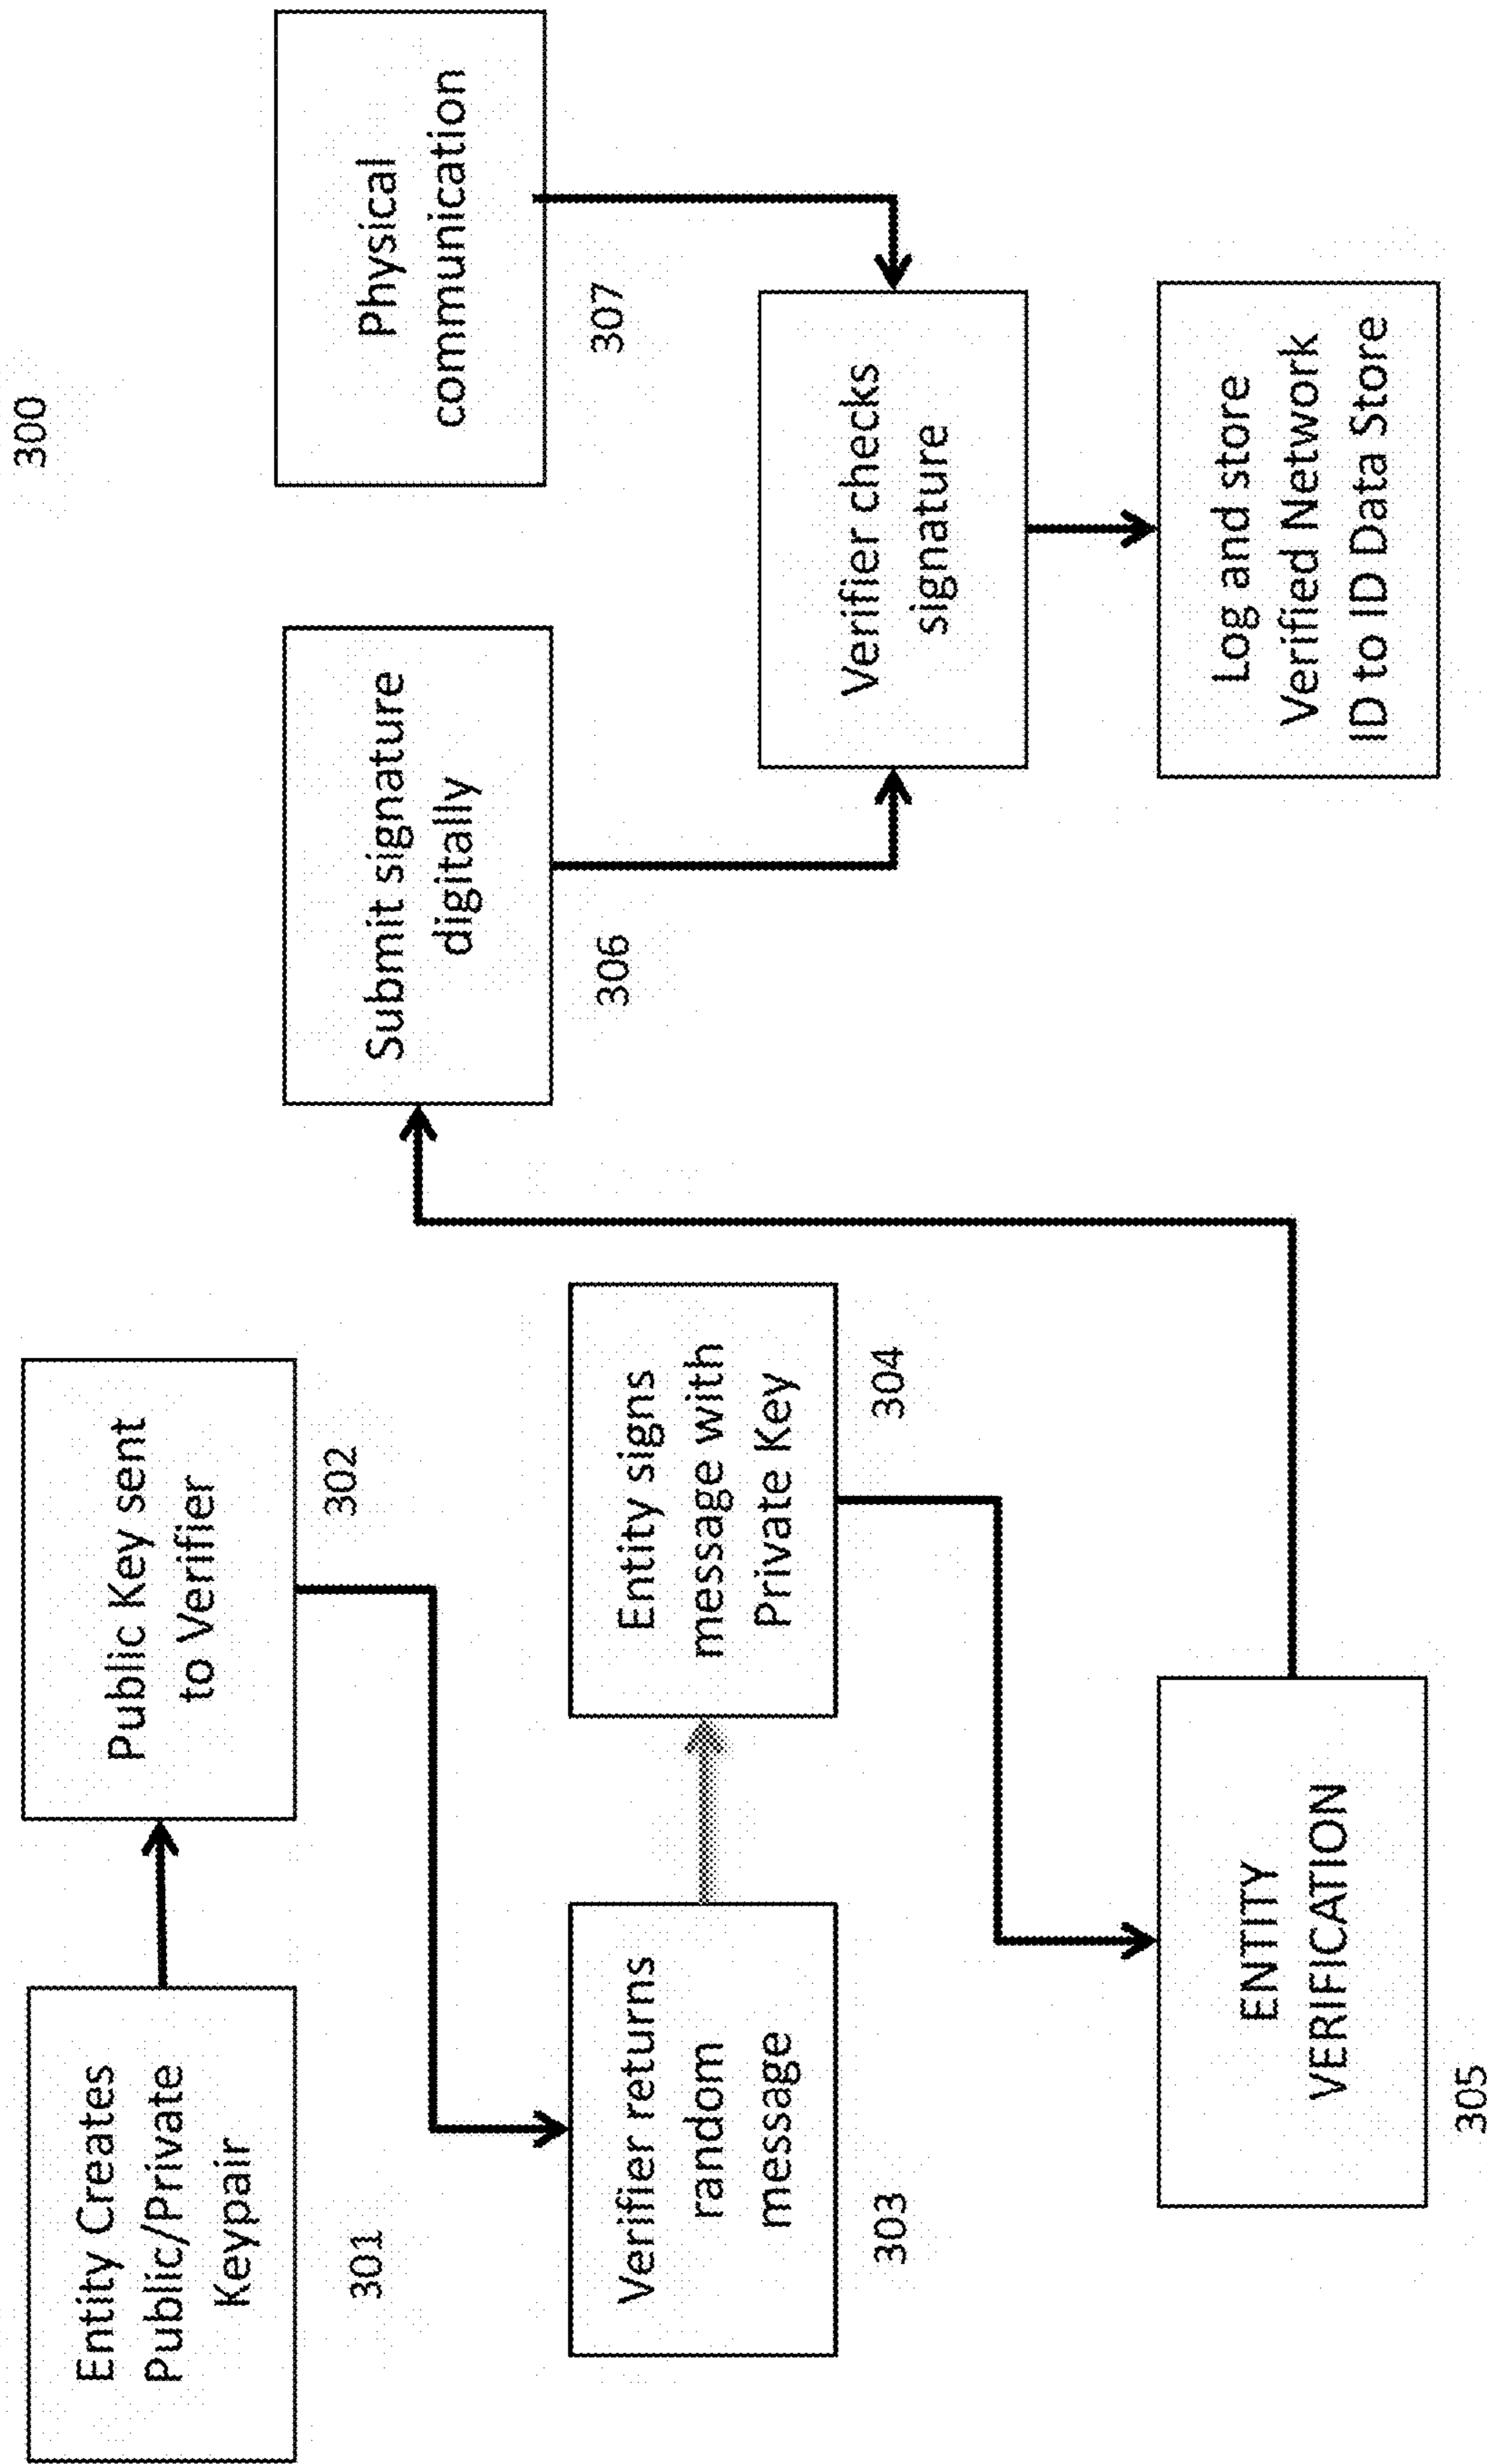 300
Entity Creates
Public/Private
Keypair
301
Public Key sent
to Verifier
302
Verifier returns
random
message
303
Entity signs
message with
Private Key
304
ENTITY
VERIFICATION
305
Submit signature
digitally
306
Physical
communication
307
Verifier checks
signature
Log and store
Verified Network
ID to ID Data Store